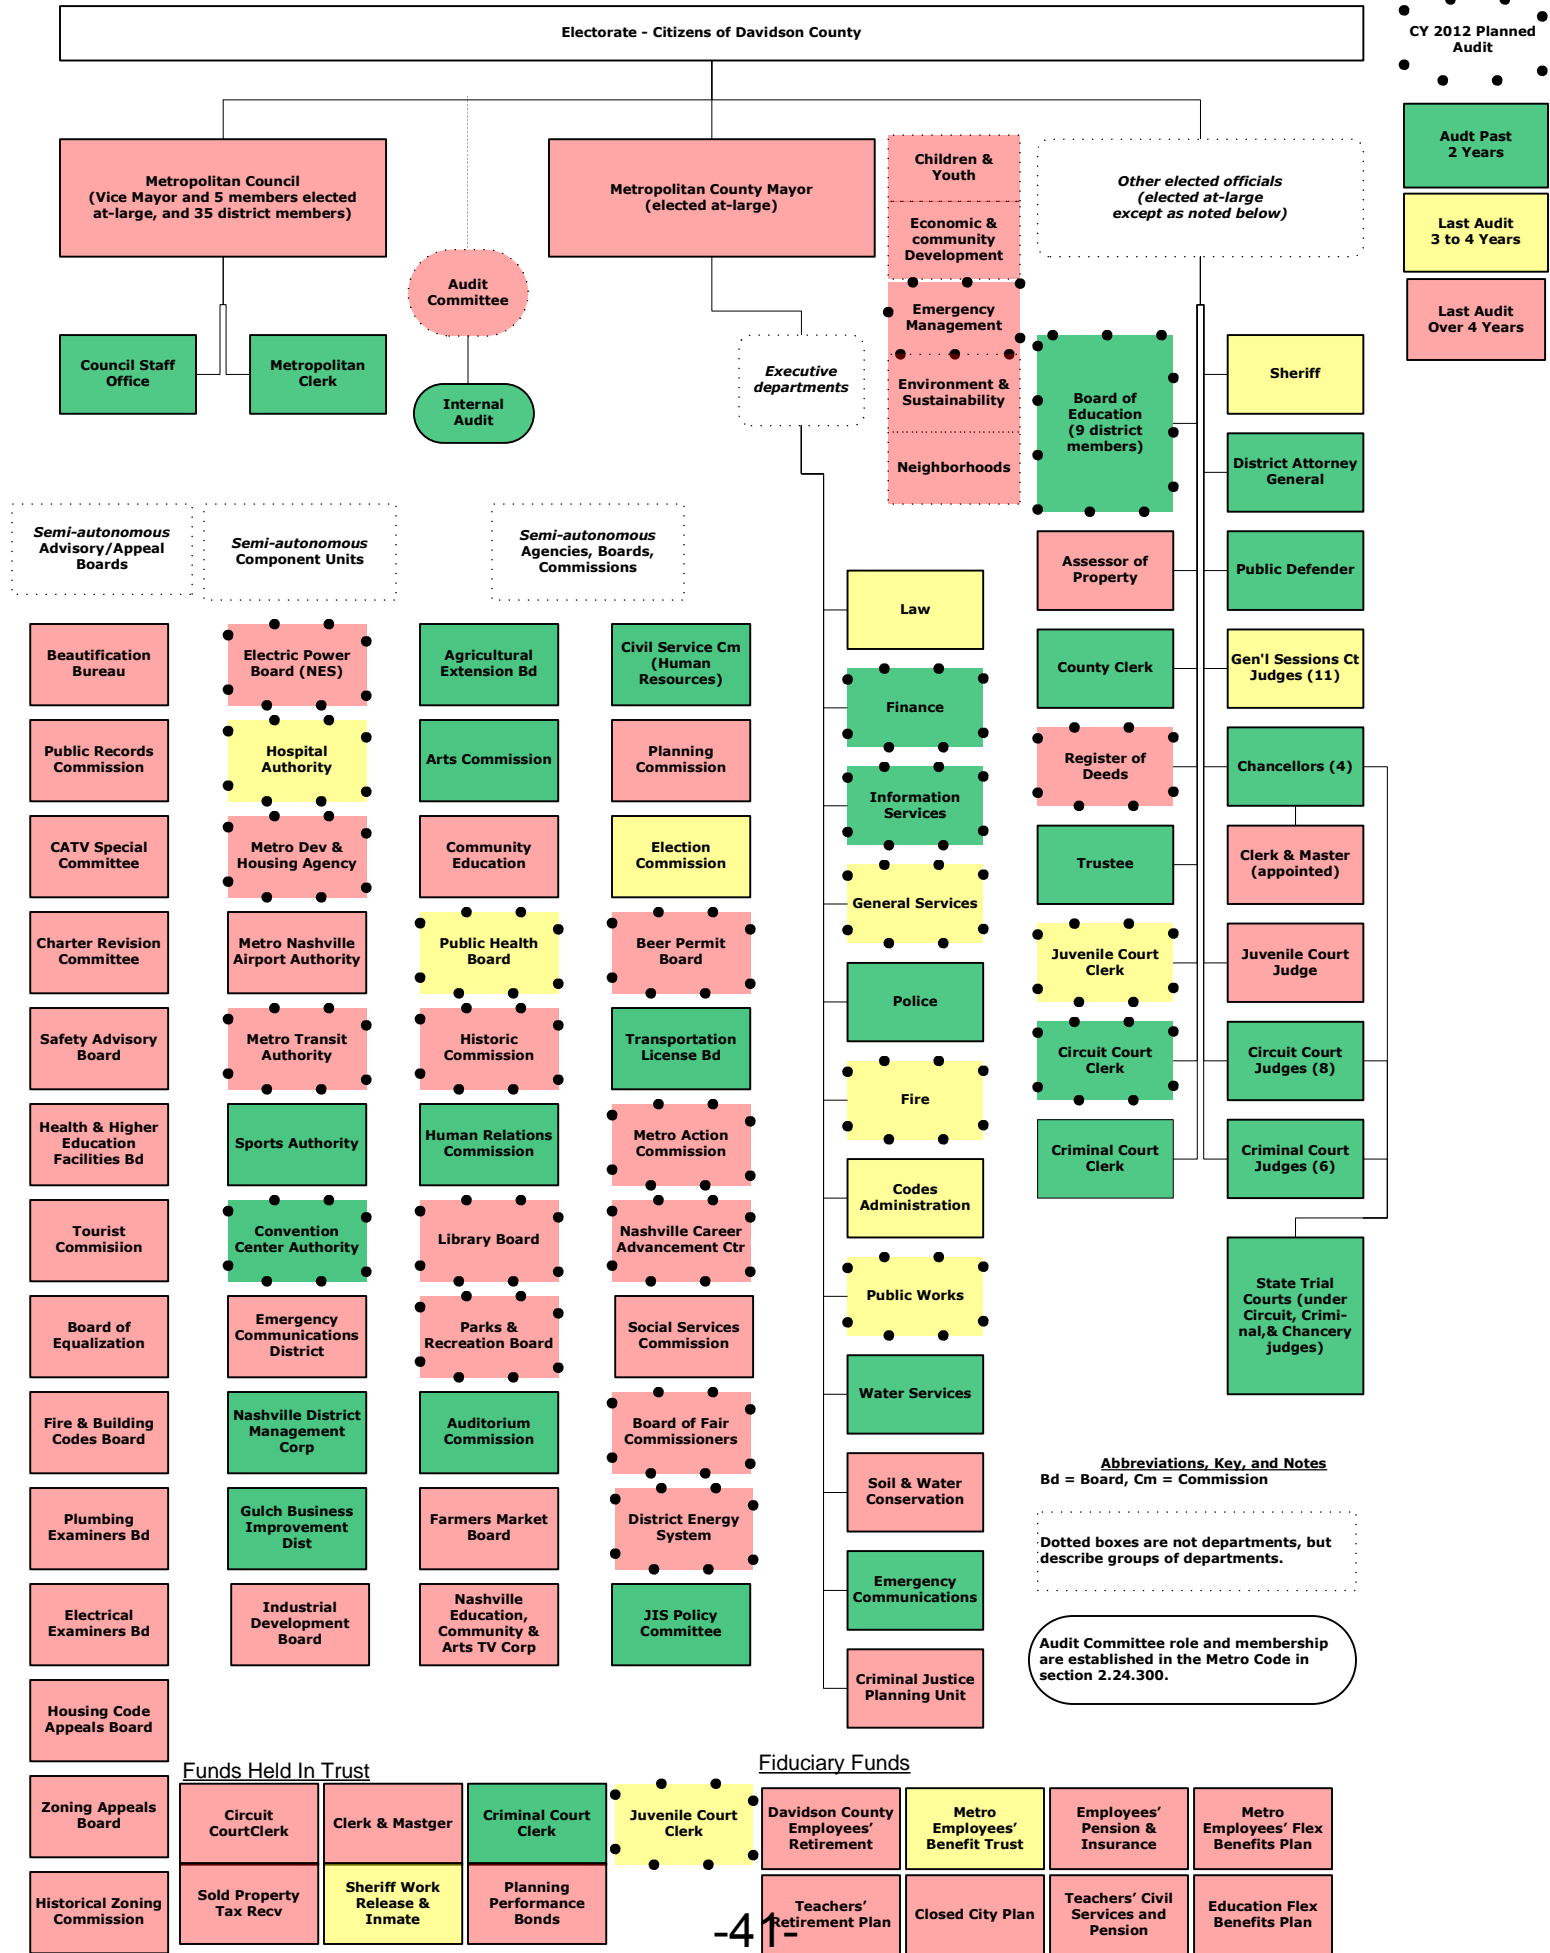 Electorate - Citizens of Davidson County
CY 2012 Planned
Audit
Audt Past
2 Years
Last Audit
3 to 4 Years
Last Audit
Over 4 Years
Metropolitan Council
(Vice Mayor and 5 members elected
at-large, and 35 district members)
Metropolitan County Mayor
(elected at-large)
Children &
Youth
Economic &
community
Development
Emergency
Management
Environment &
Sustainability
Neighborhoods
Other elected officials
(elected at-large
except as noted below)
Audit
Committee
Internal
Audit
Council Staff
Office
Metropolitan
Clerk
Executive
departments
Board of
Education
(9 district
members)
Sheriff
District Attorney
General
Assessor of
Property
Public Defender
County Clerk
Gen'l Sessions Ct
Judges (11)
Register of
Deeds
Chancellors (4)
Trustee
Clerk & Master
(appointed)
Juvenile Court
Clerk
Juvenile Court
Judge
Circuit Court
Clerk
Circuit Court
Judges (8)
Criminal Court
Clerk
Criminal Court
Judges (6)
State Trial
Courts (under
Circuit, Crimi-
nal,& Chancery
judges)
Semi-autonomous
Advisory/Appeal
Boards
Semi-autonomous
Component Units
Semi-autonomous
Agencies, Boards,
Commissions
Beautification
Bureau
Public Records
Commission
CATV Special
Committee
Charter Revision
Committee
Safety Advisory
Board
Health & Higher
Education
Facilities Bd
Tourist
Commisiion
Board of
Equalization
Fire & Building
Codes Board
Plumbing
Examiners Bd
Electrical
Examiners Bd
Housing Code
Appeals Board
Zoning Appeals
Board
Historical Zoning
Commission
Electric Power
Board (NES)
Hospital
Authority
Metro Dev &
Housing Agency
Metro Nashville
Airport Authority
Metro Transit
Authority
Sports Authority
Convention
Center Authority
Emergency
Communications
District
Nashville District
Management
Corp
Gulch Business
Improvement
Dist
Industrial
Development
Board
Agricultural
Extension Bd
Arts Commission
Community
Education
Public Health
Board
Historic
Commission
Human Relations
Commission
Library Board
Parks &
Recreation Board
Auditorium
Commission
Farmers Market
Board
Nashville
Education,
Community &
Arts TV Corp
Civil Service Cm
(Human
Resources)
Planning
Commission
Election
Commission
Beer Permit
Board
Transportation
License Bd
Metro Action
Commission
Nashville Career
Advancement Ctr
Social Services
Commission
Board of Fair
Commissioners
District Energy
System
JIS Policy
Committee
Law
Finance
Information
Services
General Services
Police
Fire
Codes
Administration
Public Works
Water Services
Soil & Water
Conservation
Emergency
Communications
Criminal Justice
Planning Unit
Abbreviations, Key, and Notes
Bd = Board, Cm = Commission
Dotted boxes are not departments, but
describe groups of departments.
Audit Committee role and membership
are established in the Metro Code in
section 2.24.300.
Funds Held In Trust
Circuit
CourtClerk
Clerk & Mastger
Criminal Court
Clerk
Juvenile Court
Clerk
Sold Property
Tax Recv
Sheriff Work
Release &
Inmate
Planning
Performance
Bonds
Fiduciary Funds
Davidson County
Employees’
Retirement
Metro
Employees’
Benefit Trust
Employees’
Pension &
Insurance
Metro
Employees’ Flex
Benefits Plan
Teachers’
Retirement Plan
Closed City Plan
Teachers’ Civil
Services and
Pension
Education Flex
Benefits Plan
-41-